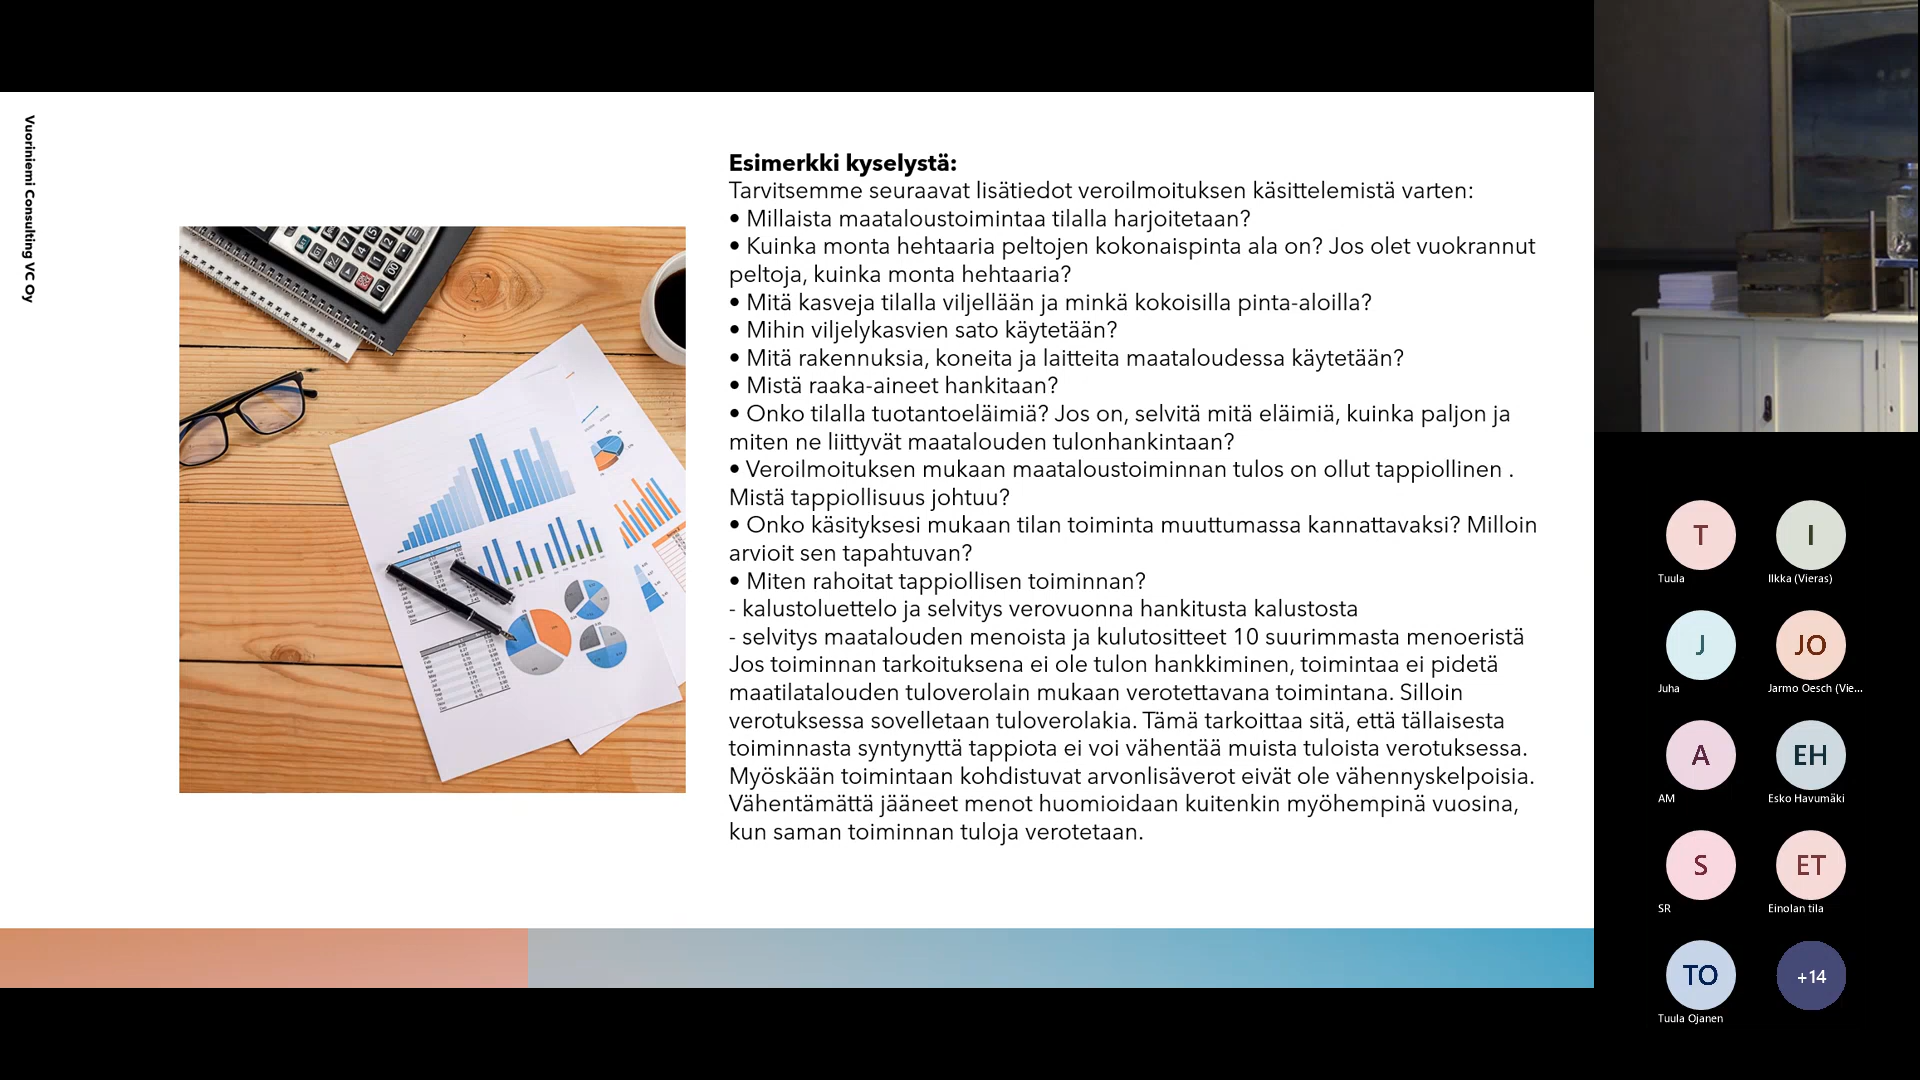 Vuoriniemi Consulting VC Oy
Esimerkki kyselystä:
Tarvitsemme seuraavat lisätiedot veroilmoituksen käsittelemistä varten:
• Millaista maataloustoimintaa tilalla harjoitetaan?
• Kuinka monta hehtaaria peltojen kokonaispinta ala on? Jos olet vuokrannut
peltoja, kuinka monta hehtaaria?
• Mitä kasveja tilalla viljellään ja minkä kokoisilla pinta-aloilla?
• Mihin viljelykasvien sato käytetään?
• Mitä rakennuksia, koneita ja laitteita maataloudessa käytetään?
• Mistä raaka-aineet hankitaan?
• Onko tilalla tuotantoeläimiä? Jos on, selvitä mitä eläimiä, kuinka paljon ja
miten ne liittyvät maatalouden tulonhankintaan?
• Veroilmoituksen mukaan maataloustoiminnan tulos on ollut tappiollinen .
Mistä tappiollisuus johtuu?
• Onko käsityksesi mukaan tilan toiminta muuttumassa kannattavaksi? Milloin
arvioit sen tapahtuvan?
• Miten rahoitat tappiollisen toiminnan?
- kalustoluettelo ja selvitys verovuonna hankitusta kalustosta
- selvitys maatalouden menoista ja kulutositteet 10 suurimmasta menoeristä
Jos toiminnan tarkoituksena ei ole tulon hankkiminen, toimintaa ei pidetä
maatilatalouden tuloverolain mukaan verotettavana toimintana. Silloin
verotuksessa sovelletaan tuloverolakia. Tämä tarkoittaa sitä, että tällaisesta
toiminnasta syntynyttä tappiota ei voi vähentää muista tuloista verotuksessa.
Myöskään toimintaan kohdistuvat arvonlisäverot eivät ole vähennyskelpoisia.
Vähentämättä jääneet menot huomioidaan kuitenkin myöhempinä vuosina,
kun saman toiminnan tuloja verotetaan.
T
Tuula
I
Ilkka (Vieras)
J
Juha
JO
Jarmo Oesch (Vie...
A
AM
EH
Esko Havumäki
S
SR
ET
Einolan tila
TO
Tuula Ojanen
+14